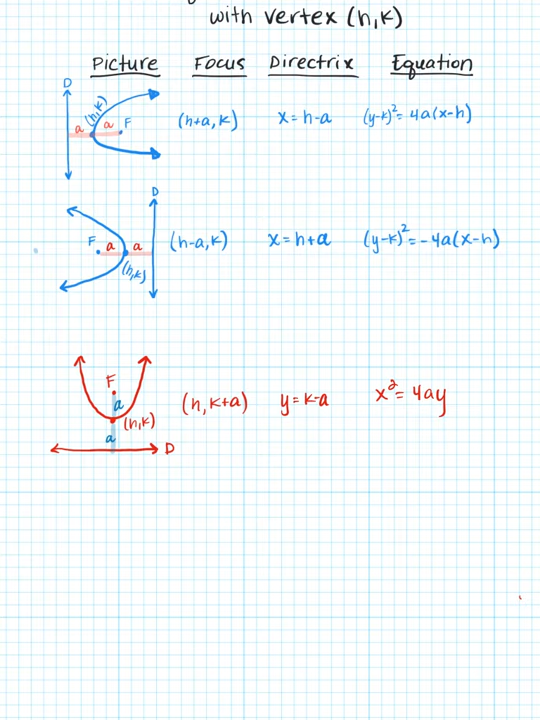 with vertex (h,k)
Picture Focus Directrix Equation
D
(h,k)
a a F
(h+a, k) x = h-a (y-k)² = 4a(x-h)
D
F a a
(h,k)
(h-a, k) x = h+a (y-k)² = -4a(x-h)
F
a
(h,k)
a
D
(h, k+a) y = k-a x² = 4ay